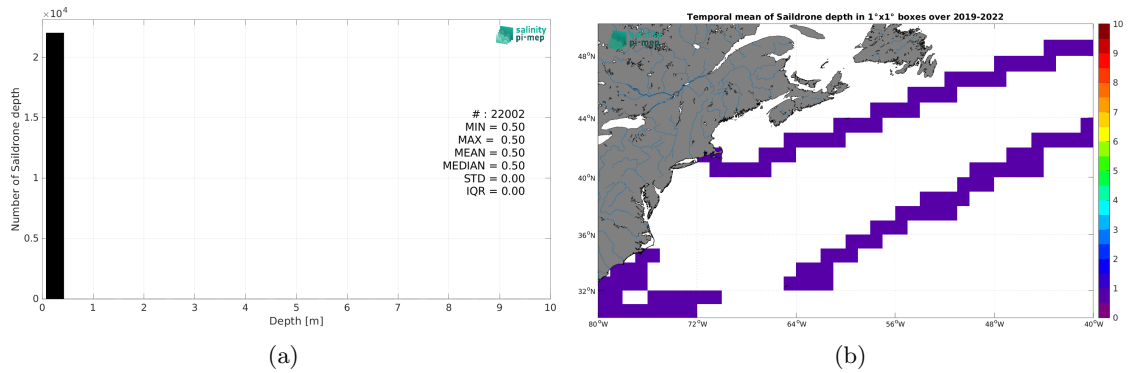 ×10⁴
2
1.5
1
0.5
0
Number of Saildrone depth
0 1 2 3 4 5 6 7 8 9 10
Depth [m]
salinity
pi-mep
# : 22002
MIN = 0.50
MAX = 0.50
MEAN = 0.50
MEDIAN = 0.50
STD = 0.00
IQR = 0.00
(a)
Temporal mean of Saildrone depth in 1°x1° boxes over 2019-2022
salinity
pi-mep
48°N
44°N
40°N
36°N
32°N
80°W 72°W 64°W 56°W 48°W 40°W
10
9
8
7
6
5
4
3
2
1
0
(b)